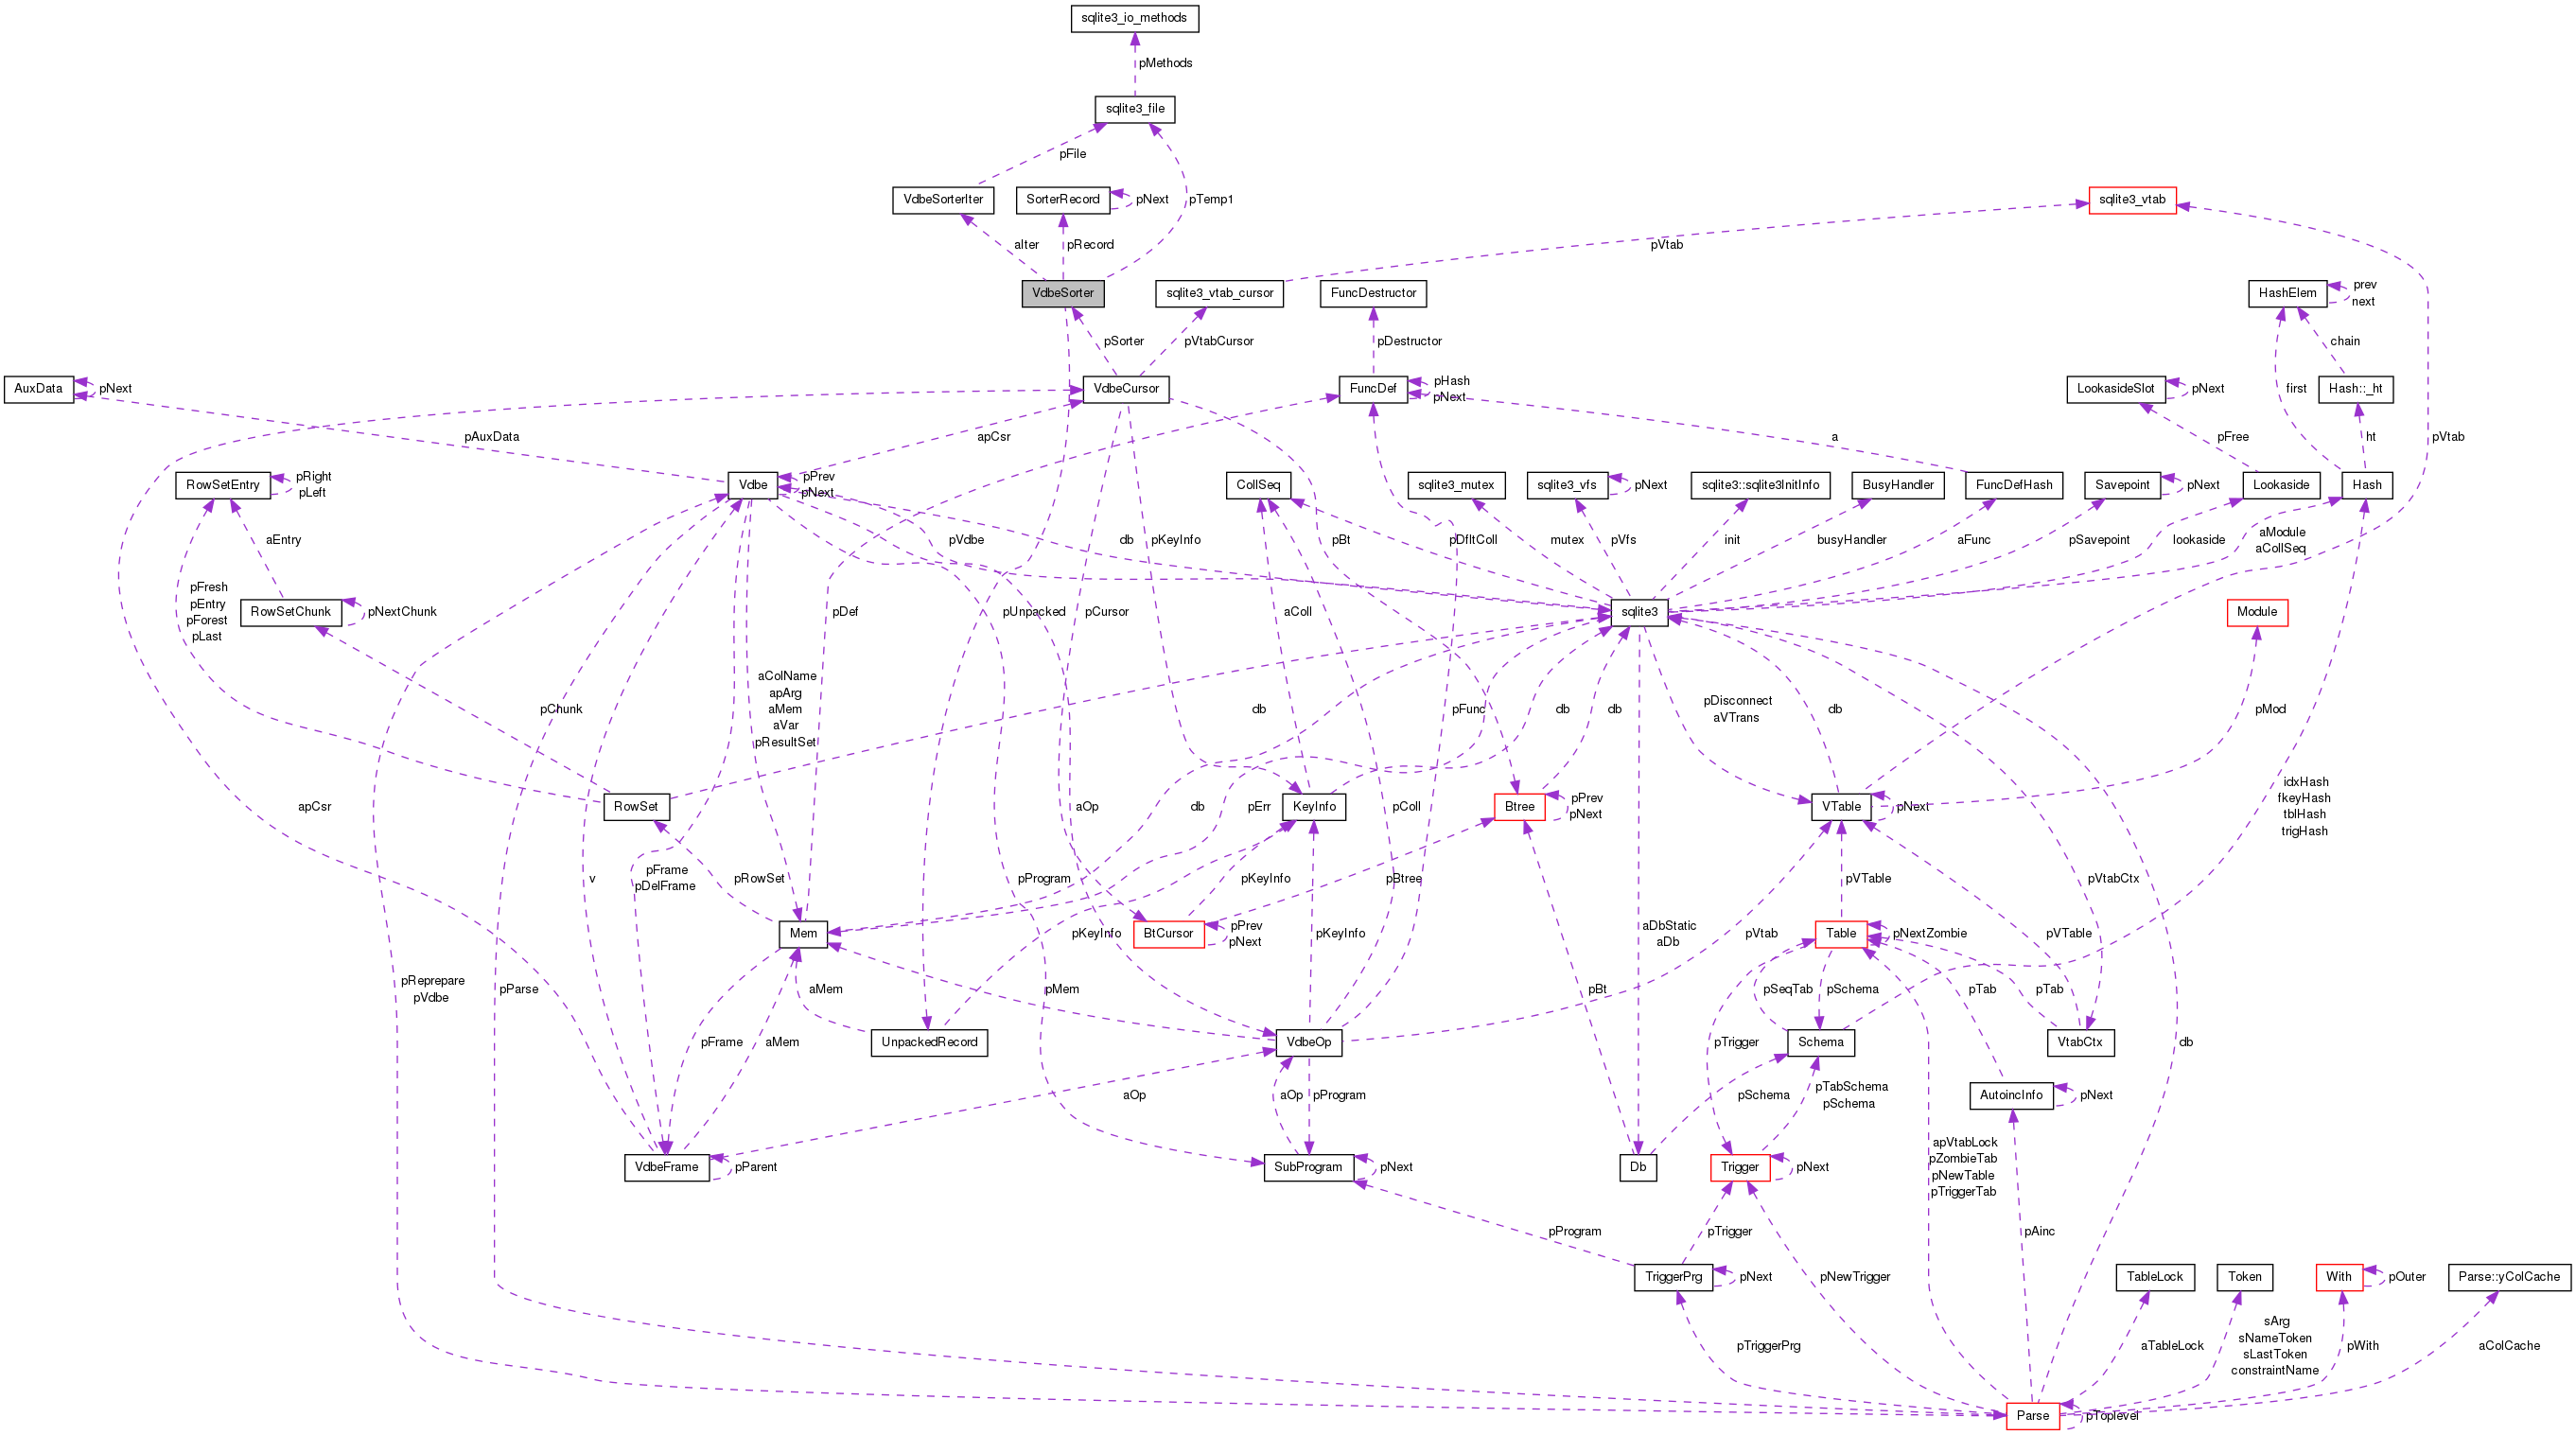 sqlite3_io_methods
pMethods
sqlite3_file
pFile
VdbeSorterIter
SorterRecord
pNext
pTemp1
sqlite3_vtab
aIter
pRecord
pVtab
VdbeSorter
sqlite3_vtab_cursor
FuncDestructor
HashElem
prev
next
pSorter
pVtabCursor
pDestructor
chain
AuxData
pNext
VdbeCursor
FuncDef
pHash
pNext
LookasideSlot
pNext
first
Hash::_ht
pAuxData
apCsr
a
pFree
ht
pVtab
RowSetEntry
pRight
pLeft
Vdbe
pPrev
pNext
CollSeq
sqlite3_mutex
sqlite3_vfs
pNext
sqlite3::sqlite3InitInfo
BusyHandler
FuncDefHash
Savepoint
pNext
Lookaside
Hash
aEntry
pVdbe
db
pKeyInfo
pBt
pDfltColl
mutex
pVfs
init
busyHandler
aFunc
pSavepoint
lookaside
aModule
aCollSeq
pFresh
pEntry
pForest
pLast
RowSetChunk
pNextChunk
pDef
pUnpacked
pCursor
aColl
sqlite3
Module
pChunk
aColName
apArg
aMem
aVar
pResultSet
db
pFunc
db
db
pDisconnect
aVTrans
db
pMod
apCsr
RowSet
aOp
db
pErr
KeyInfo
pColl
Btree
pPrev
pNext
VTable
pNext
idxHash
fkeyHash
tblHash
trigHash
v
pFrame
pDelFrame
pRowSet
pProgram
pKeyInfo
pBtree
pVTable
pVtabCtx
pReprepare
pVdbe
pParse
Mem
pKeyInfo
BtCursor
pPrev
pNext
pKeyInfo
aDbStatic
aDb
pVtab
Table
pNextZombie
pVTable
aMem
pMem
pBt
pSeqTab
pSchema
pTab
pTab
pFrame
aMem
UnpackedRecord
VdbeOp
pTrigger
Schema
VtabCtx
aOp
aOp
pProgram
pSchema
pTabSchema
pSchema
AutoincInfo
pNext
db
VdbeFrame
pParent
SubProgram
pNext
Db
Trigger
pNext
apVtabLock
pZombieTab
pNewTable
pTriggerTab
pProgram
pTrigger
pAinc
TriggerPrg
pNext
pNewTrigger
TableLock
Token
With
pOuter
Parse::yColCache
pTriggerPrg
aTableLock
sArg
sNameToken
sLastToken
constraintName
pWith
aColCache
Parse
pToplevel